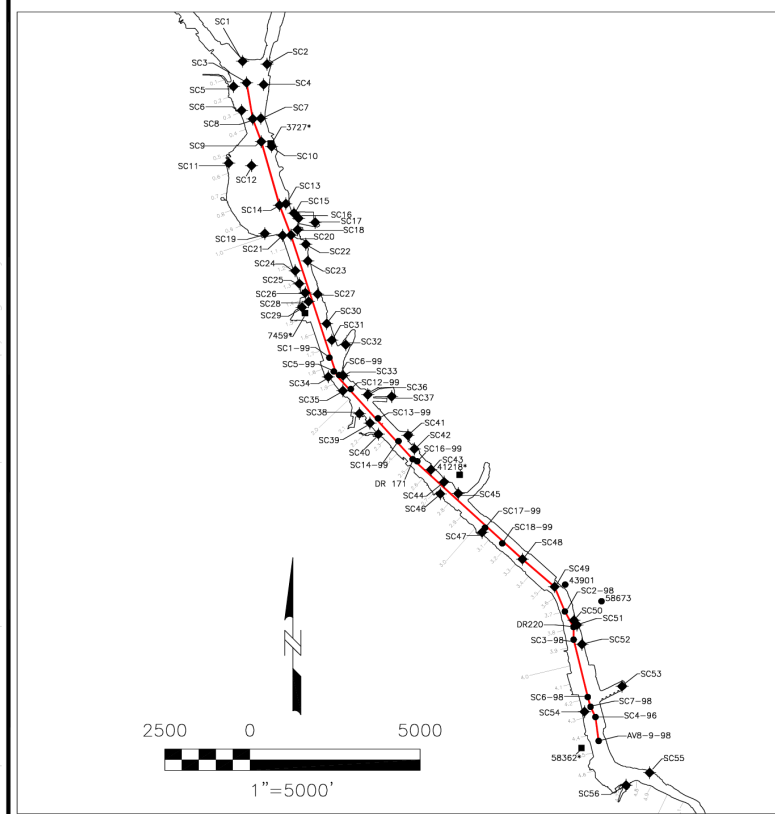 SC1
SC2
SC3
SC4
SC5
SC6
SC7
SC8
3727*
SC9
SC10
SC11
SC12
SC13
SC14
SC15
SC16
SC17
SC18
SC19
SC20
SC21
SC22
SC23
SC24
SC25
SC26
SC27
SC28
SC29
SC30
7459*
SC31
SC32
SC1-99
SC6-99
SC5-99
SC33
SC34
SC12-99
SC36
SC35
SC37
SC38
SC13-99
SC39
SC41
SC40
SC42
SC14-99
SC16-99
DR 171
SC43
41218*
SC44
SC45
SC46
SC17-99
SC47
SC18-99
SC48
SC49
43901
58673
SC2-98
SC50
DR220
SC51
SC3-98
SC52
SC53
SC6-98
SC7-98
SC54
SC4-96
AV8-9-98
58362*
SC55
SC56
N
2500 0 5000
1"=5000'